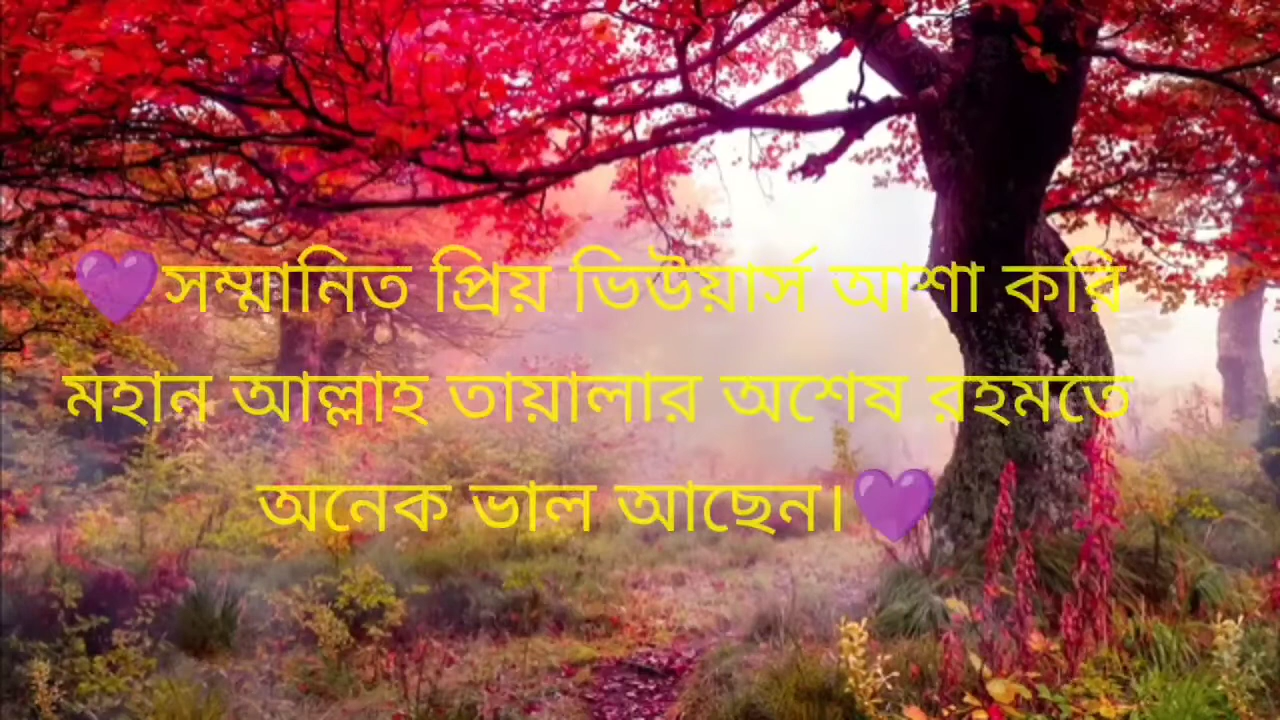 💜সম্মানিত প্রিয় ভিউয়ার্স আশা করি
মহান আল্লাহ তায়ালার অশেষ রহমতে
অনেক ভাল আছেন।💜